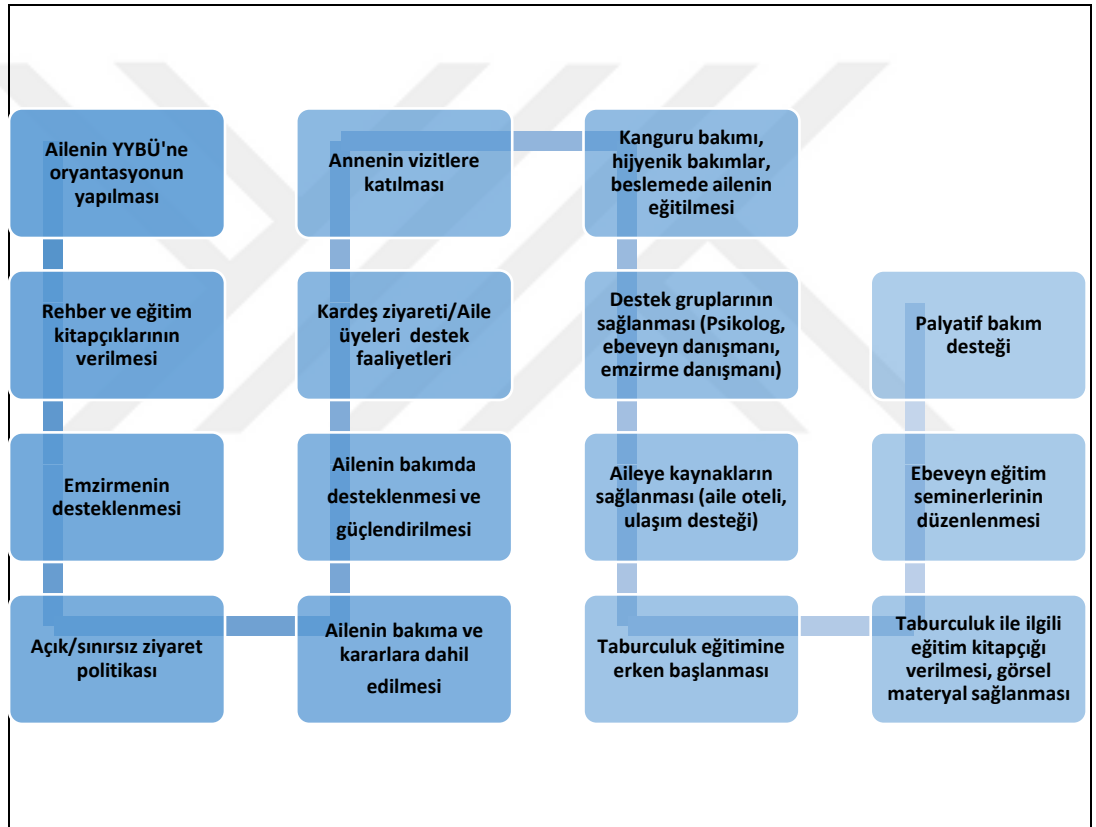 Ailenin YYBÜ'ne
oryantasyonun
yapılması
Rehber ve eğitim
kitapçıklarının
verilmesi
Emzirmenin
desteklenmesi
Açık/sınırsız ziyaret
politikası
Ailenin bakıma ve
kararlara dahil
edilmesi
Ailenin bakımda
desteklenmesi ve
güçlendirilmesi
Kardeş ziyareti/Aile
üyeleri destek
faaliyetleri
Annenin vizitlere
katılması
Kanguru bakımı,
hijyenik bakımlar,
beslemede ailenin
eğitilmesi
Destek gruplarının
sağlanması (Psikolog,
ebeveyn danışmanı,
emzirme danışmanı)
Aileye kaynakların
sağlanması (aile oteli,
ulaşım desteği)
Taburculuk eğitimine
erken başlanması
Taburculuk ile ilgili
eğitim kitapçığı
verilmesi, görsel
materyal sağlanması
Ebeveyn eğitim
seminerlerinin
düzenlenmesi
Palyatif bakım
desteği